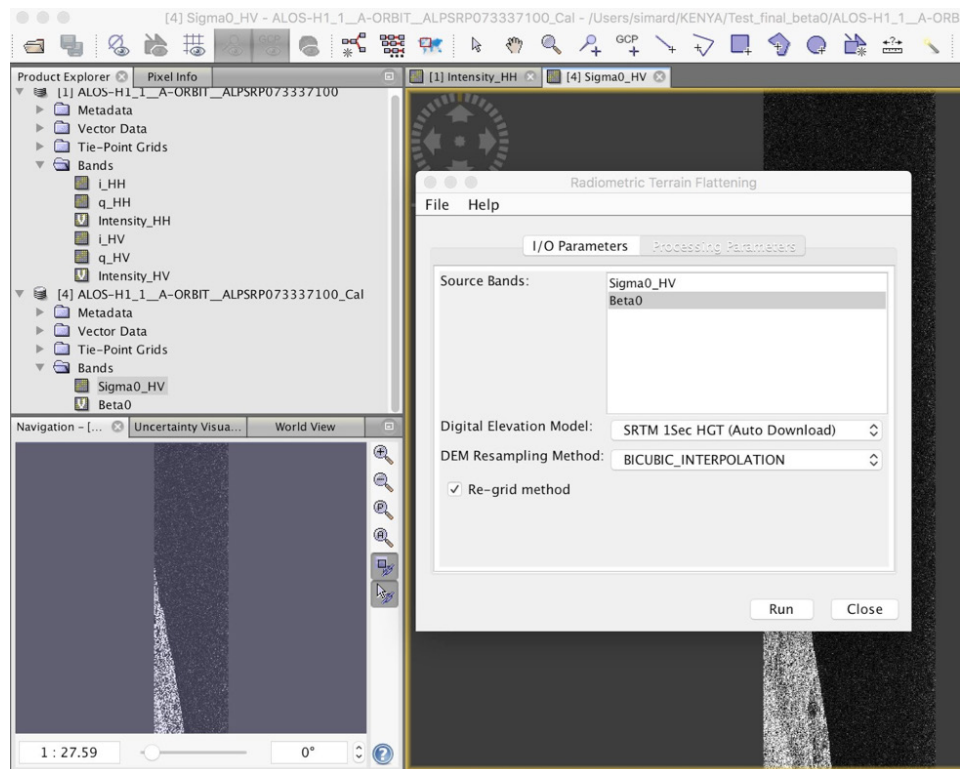 [4] Sigma0_HV - ALOS-H1_1__A-ORBIT__ALPSRP073337100_Cal - /Users/simard/KENYA/Test_final_beta0/ALOS-H1_1__A-ORB
GCP
GCP
Product Explorer
Pixel Info
[1] Intensity_HH
[4] Sigma0_HV
[1] ALOS-H1_1__A-ORBIT__ALPSRP073337100
Metadata
Vector Data
Tie-Point Grids
Bands
i_HH
q_HH
Intensity_HH
i_HV
q_HV
Intensity_HV
[4] ALOS-H1_1__A-ORBIT__ALPSRP073337100_Cal
Metadata
Vector Data
Tie-Point Grids
Bands
Sigma0_HV
Beta0
Navigation – [...
Uncertainty Visua...
World View
1 : 27.59
0°
Radiometric Terrain Flattening
File Help
I/O Parameters
Processing Parameters
Source Bands:
Sigma0_HV
Beta0
Digital Elevation Model:
SRTM 1Sec HGT (Auto Download)
DEM Resampling Method:
BICUBIC_INTERPOLATION
Re-grid method
Run
Close